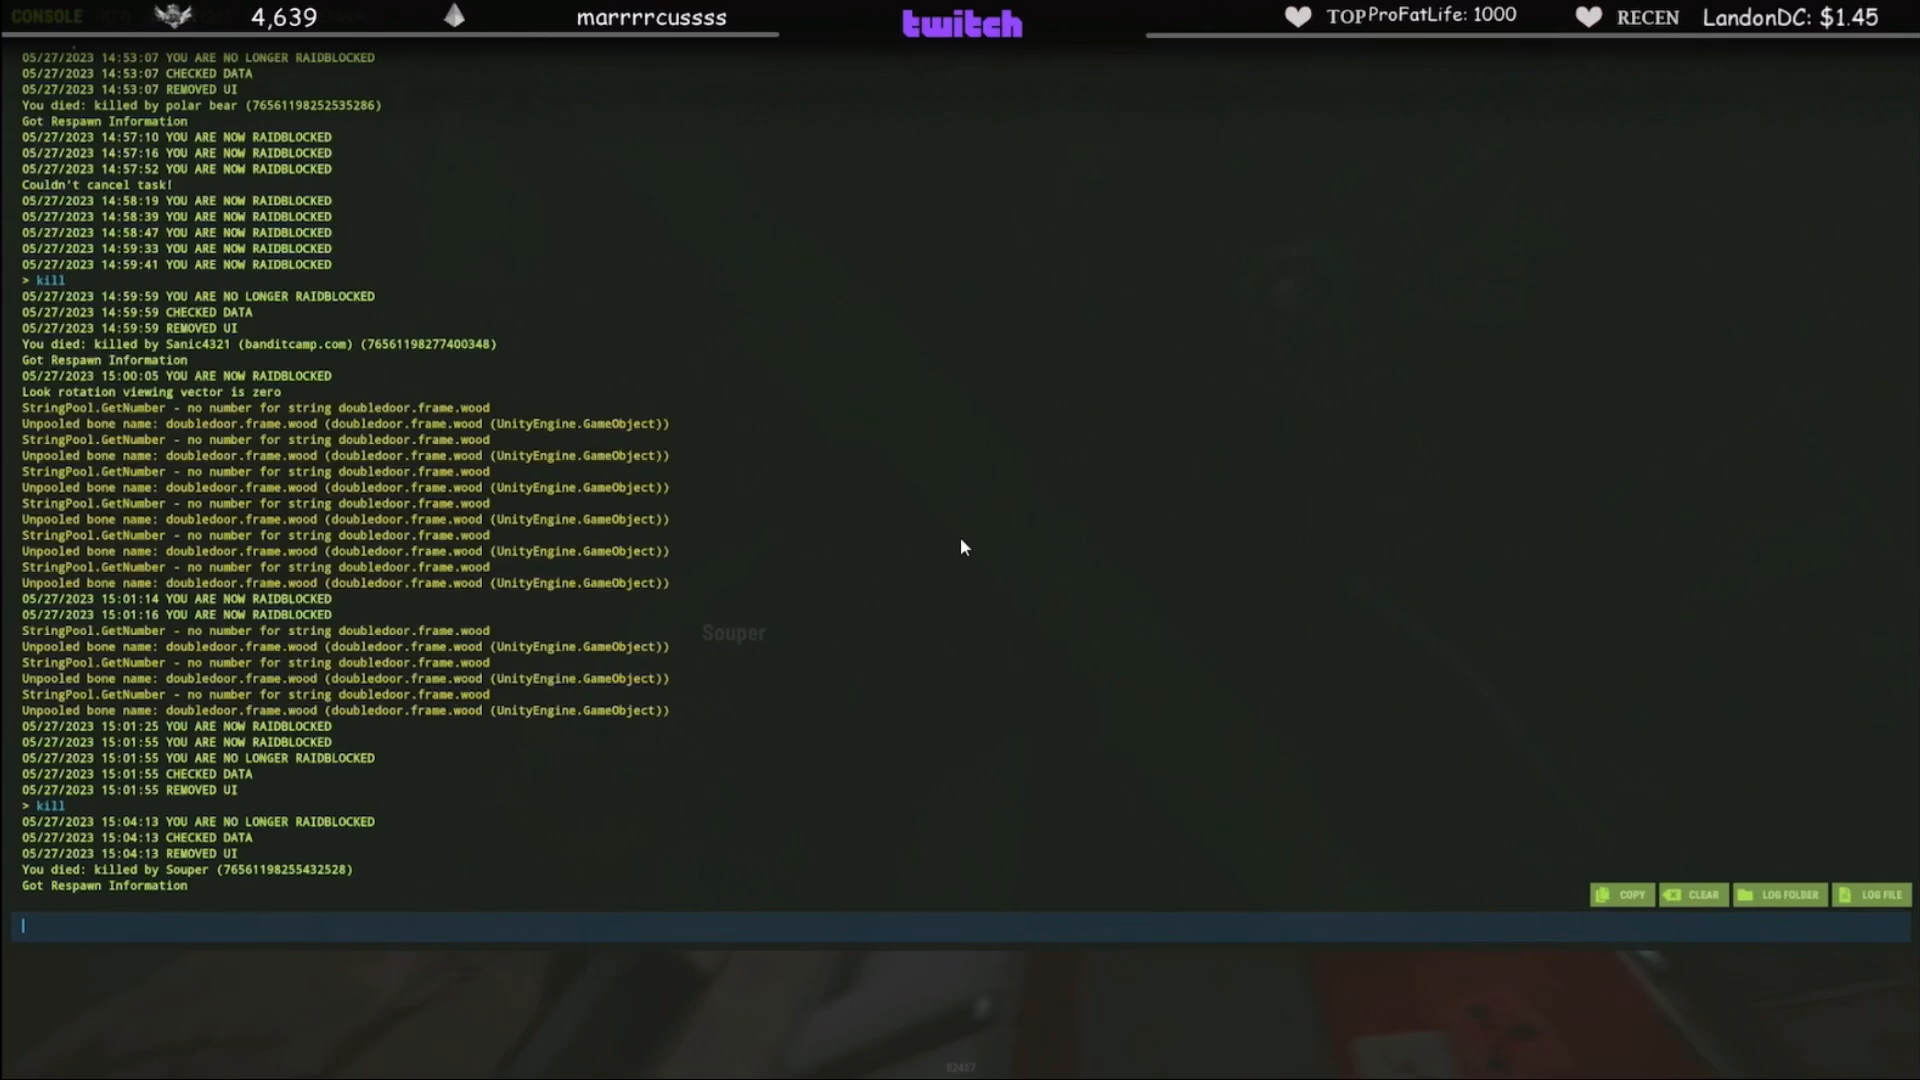 CONSOLE
4,639
marrrrcussss
twitch
TOP ProFatLife: 1000
RECEN LandonDC: $1.45
05/27/2023 14:53:07 YOU ARE NO LONGER RAIDBLOCKED
05/27/2023 14:53:07 CHECKED DATA
05/27/2023 14:53:07 REMOVED UI
You died: killed by polar bear (76561198252535286)
Got Respawn Information
05/27/2023 14:57:10 YOU ARE NOW RAIDBLOCKED
05/27/2023 14:57:16 YOU ARE NOW RAIDBLOCKED
05/27/2023 14:57:52 YOU ARE NOW RAIDBLOCKED
Couldn't cancel task!
05/27/2023 14:58:19 YOU ARE NOW RAIDBLOCKED
05/27/2023 14:58:39 YOU ARE NOW RAIDBLOCKED
05/27/2023 14:58:47 YOU ARE NOW RAIDBLOCKED
05/27/2023 14:59:33 YOU ARE NOW RAIDBLOCKED
05/27/2023 14:59:41 YOU ARE NOW RAIDBLOCKED
> kill
05/27/2023 14:59:59 YOU ARE NO LONGER RAIDBLOCKED
05/27/2023 14:59:59 CHECKED DATA
05/27/2023 14:59:59 REMOVED UI
You died: killed by Sanic4321 (banditcamp.com) (76561198277400348)
Got Respawn Information
05/27/2023 15:00:05 YOU ARE NOW RAIDBLOCKED
Look rotation viewing vector is zero
StringPool.GetNumber - no number for string doubledoor.frame.wood
Unpooled bone name: doubledoor.frame.wood (doubledoor.frame.wood (UnityEngine.GameObject))
StringPool.GetNumber - no number for string doubledoor.frame.wood
Unpooled bone name: doubledoor.frame.wood (doubledoor.frame.wood (UnityEngine.GameObject))
StringPool.GetNumber - no number for string doubledoor.frame.wood
Unpooled bone name: doubledoor.frame.wood (doubledoor.frame.wood (UnityEngine.GameObject))
StringPool.GetNumber - no number for string doubledoor.frame.wood
Unpooled bone name: doubledoor.frame.wood (doubledoor.frame.wood (UnityEngine.GameObject))
StringPool.GetNumber - no number for string doubledoor.frame.wood
Unpooled bone name: doubledoor.frame.wood (doubledoor.frame.wood (UnityEngine.GameObject))
StringPool.GetNumber - no number for string doubledoor.frame.wood
Unpooled bone name: doubledoor.frame.wood (doubledoor.frame.wood (UnityEngine.GameObject))
05/27/2023 15:01:14 YOU ARE NOW RAIDBLOCKED
05/27/2023 15:01:16 YOU ARE NOW RAIDBLOCKED
StringPool.GetNumber - no number for string doubledoor.frame.wood
Unpooled bone name: doubledoor.frame.wood (doubledoor.frame.wood (UnityEngine.GameObject))
StringPool.GetNumber - no number for string doubledoor.frame.wood
Unpooled bone name: doubledoor.frame.wood (doubledoor.frame.wood (UnityEngine.GameObject))
StringPool.GetNumber - no number for string doubledoor.frame.wood
Unpooled bone name: doubledoor.frame.wood (doubledoor.frame.wood (UnityEngine.GameObject))
05/27/2023 15:01:25 YOU ARE NOW RAIDBLOCKED
05/27/2023 15:01:55 YOU ARE NOW RAIDBLOCKED
05/27/2023 15:01:55 YOU ARE NO LONGER RAIDBLOCKED
05/27/2023 15:01:55 CHECKED DATA
05/27/2023 15:01:55 REMOVED UI
> kill
05/27/2023 15:04:13 YOU ARE NO LONGER RAIDBLOCKED
05/27/2023 15:04:13 CHECKED DATA
05/27/2023 15:04:13 REMOVED UI
You died: killed by Souper (76561198255432528)
Got Respawn Information
Souper
COPY
CLEAR
LOG FOLDER
LOG FILE